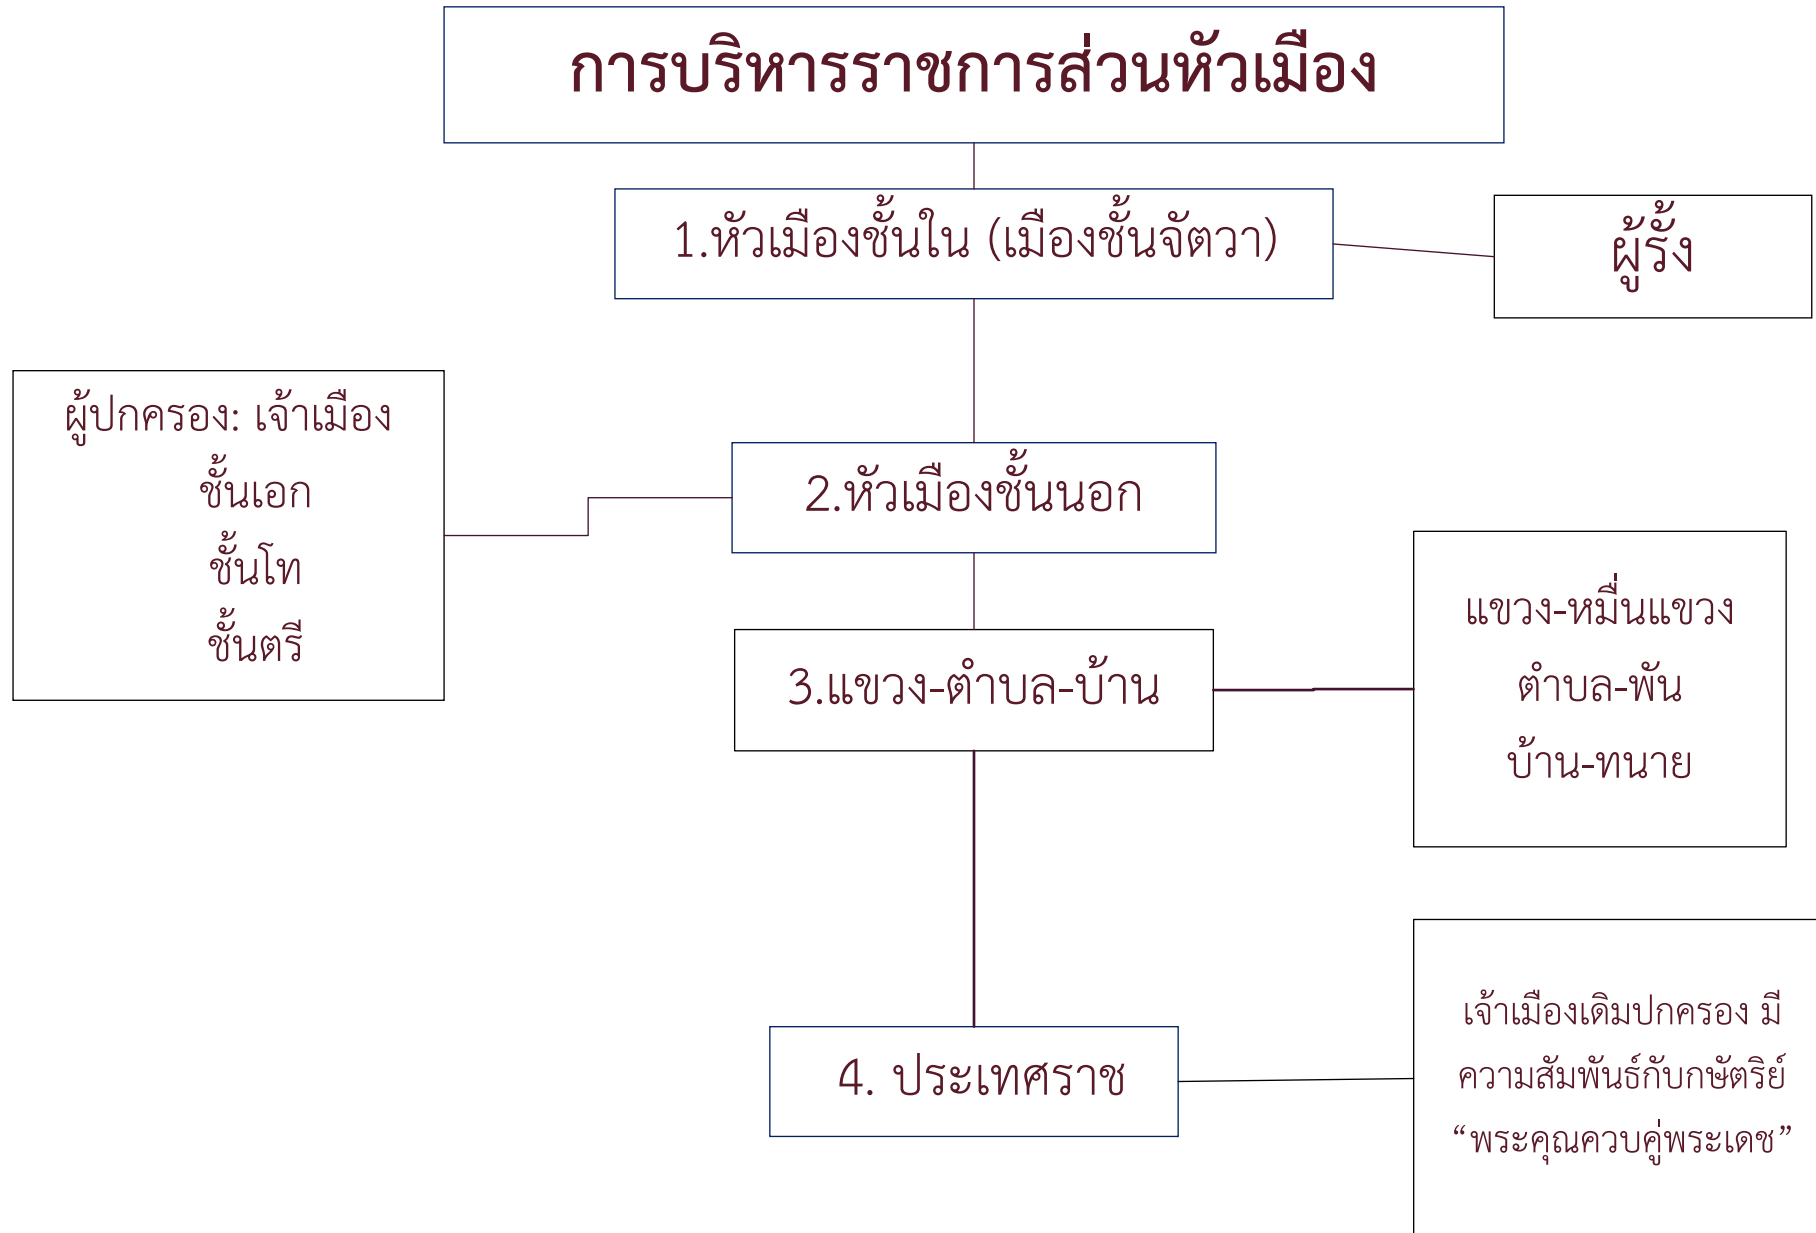 การบริหารราชการส่วนหัวเมือง
1.หัวเมืองชั้นใน (เมืองชั้นจัตวา)
ผู้รั้ง
ผู้ปกครอง: เจ้าเมือง
ชั้นเอก
ชั้นโท
ชั้นตรี
2.หัวเมืองชั้นนอก
3.แขวง-ตำบล-บ้าน
แขวง-หมื่นแขวง
ตำบล-พัน
บ้าน-ทนาย
4. ประเทศราช
เจ้าเมืองเดิมปกครอง มี
ความสัมพันธ์กับกษัตริย์
“พระคุณควบคู่พระเดช”